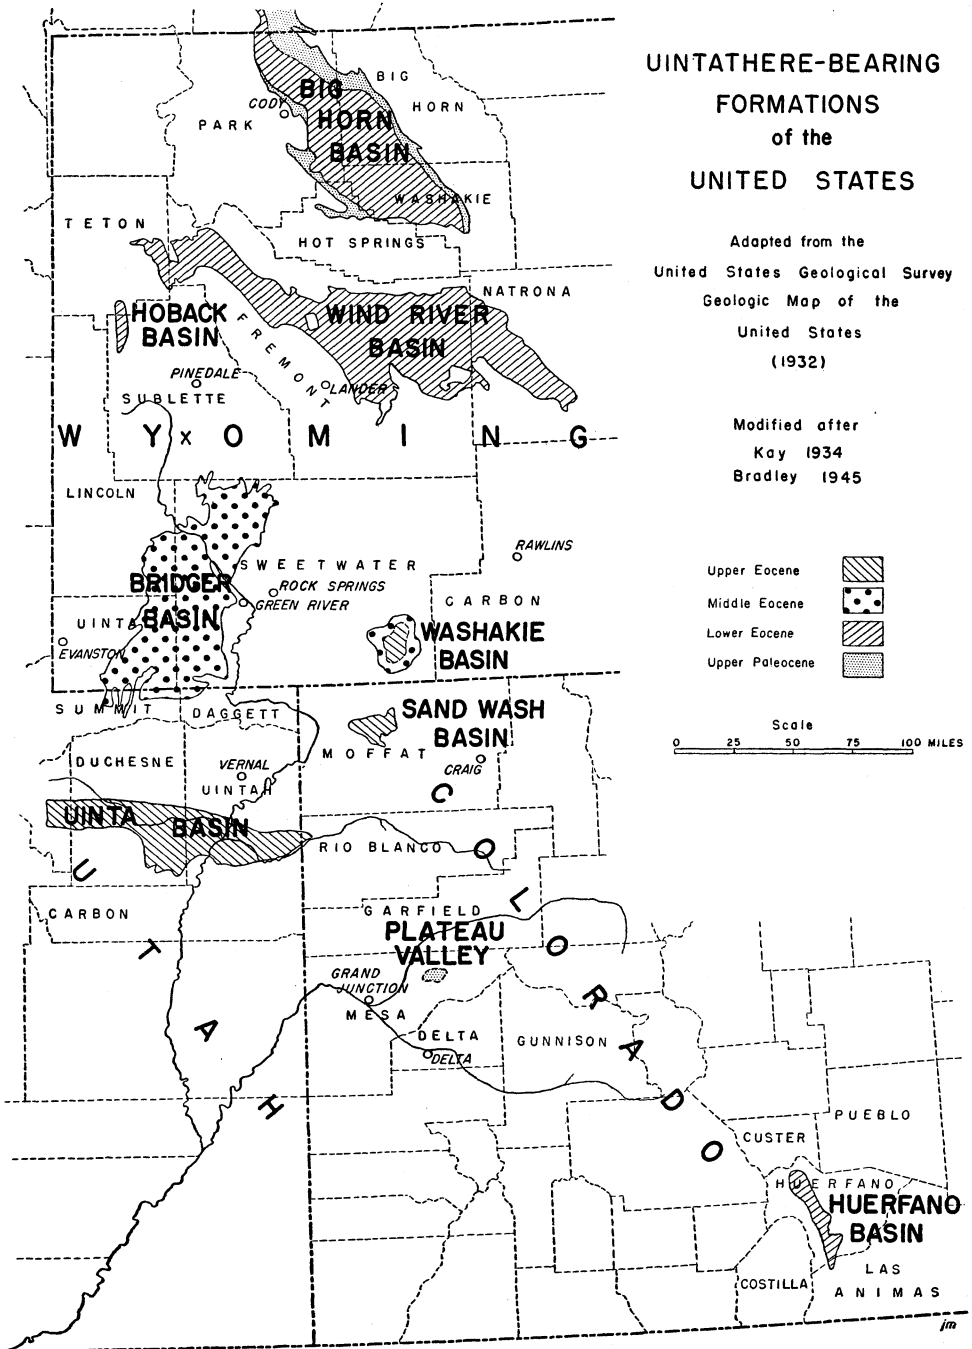 UINTATHERE-BEARING
FORMATIONS
of the
UNITED STATES
Adapted from the
United States Geological Survey
Geologic Map of the
United States
(1932)
Modified after
Kay 1934
Bradley 1945
Upper Eocene
Middle Eocene
Lower Eocene
Upper Paleocene
Scale
0 25 50 75 100 MILES
BIG
HORN
CODY
PARK
BIG
HORN
BASIN
WASHAKIE
TETON
HOT SPRINGS
NATRONA
HOBACK
BASIN
FREMONT
WIND RIVER
BASIN
PINEDALE
LANDER
SUBLETTE
WYOMING
X
LINCOLN
RAWLINS
SWEETWATER
BRIDGER
BASIN
ROCK SPRINGS
GREEN RIVER
CARBON
UINTA
EVANSTON
WASHAKIE
BASIN
SUMMIT
DAGGETT
SAND WASH
BASIN
MOFFAT
CRAIG
DUCHESNE
VERNAL
UINTAH
UINTA BASIN
RIO BLANCO
COLORADO
UTAH
CARBON
GARFIELD
PLATEAU
VALLEY
GRAND
JUNCTION
MESA
DELTA
DELTA
GUNNISON
PUEBLO
CUSTER
HUERFANO
HUERFANO
BASIN
LAS
ANIMAS
COSTILLA
jm